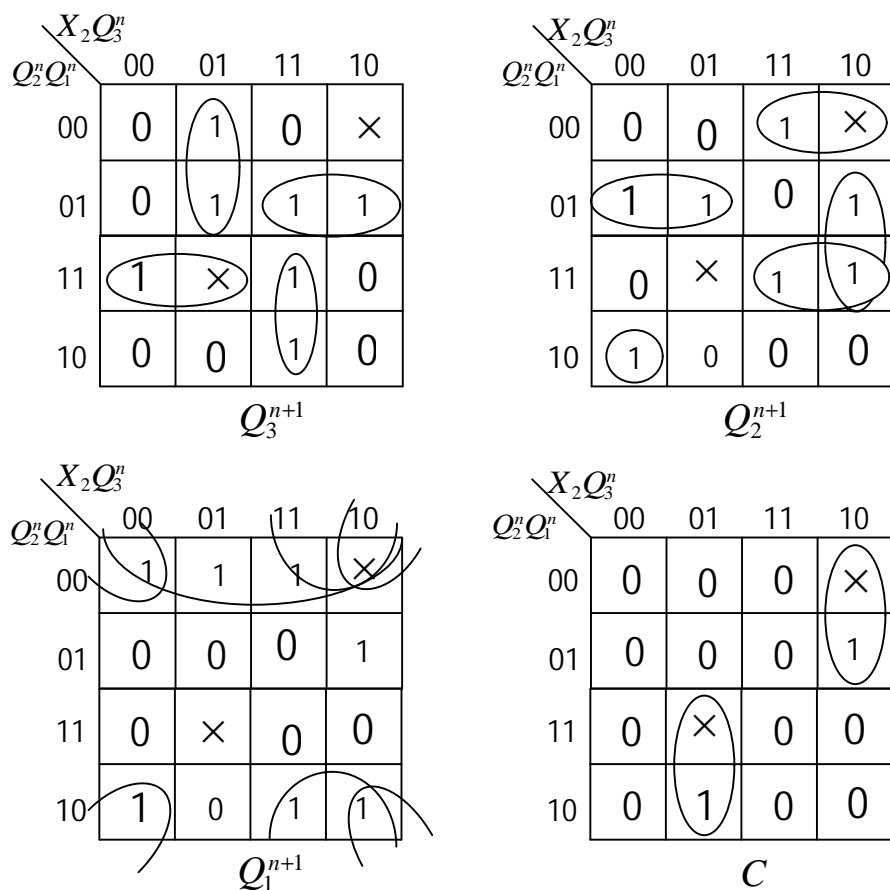 X₂Q₃ⁿ X₂Q₃ⁿ
Q₂ⁿQ₁ⁿ 00 01 11 10 Q₂ⁿQ₁ⁿ 00 01 11 10
00 0 1 0 × 00 0 0 1 ×
01 0 1 1 1 01 1 1 0 1
11 1 × 1 0 11 0 × 1 1
10 0 0 1 0 10 1 0 0 0
Q₃ⁿ⁺¹ Q₂ⁿ⁺¹
X₂Q₃ⁿ X₂Q₃ⁿ
Q₂ⁿQ₁ⁿ 00 01 11 10 Q₂ⁿQ₁ⁿ 00 01 11 10
00 1 1 1 × 00 0 0 0 ×
01 0 0 0 1 01 0 0 0 1
11 0 × 0 0 11 0 × 0 0
10 1 0 1 1 10 0 1 0 0
Q₁ⁿ⁺¹ C